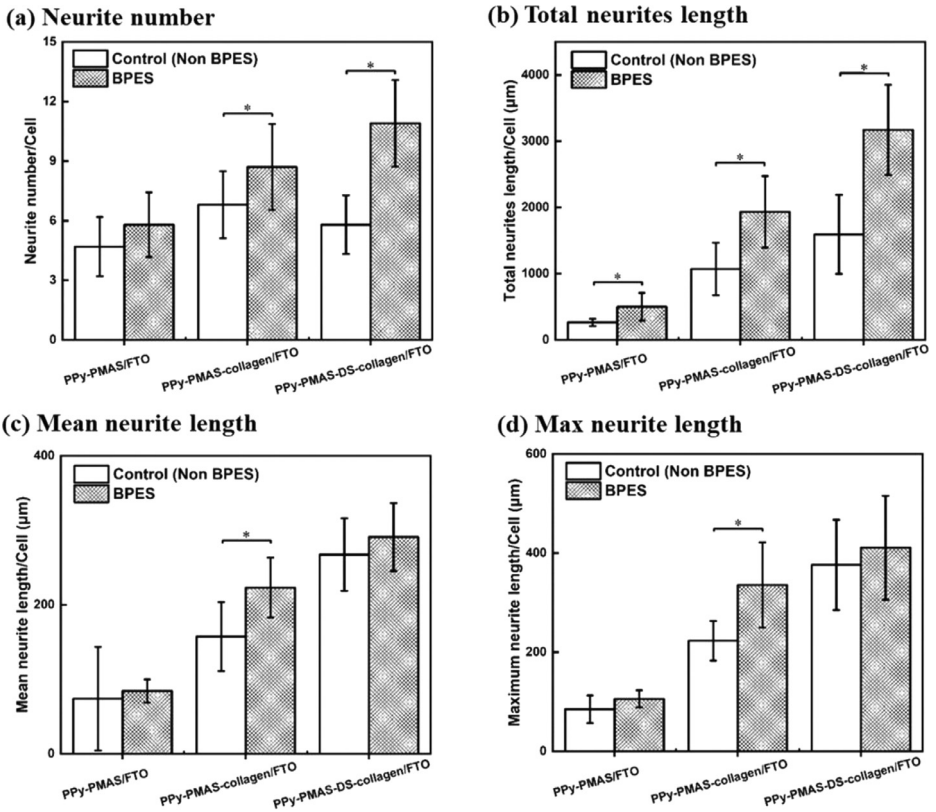 (a) Neurite number
15
12
9
6
3
0
Neurite number/Cell
Control (Non BPES)
BPES
*
*
PPy-PMAS/FTO
PPy-PMAS-collagen/FTO
PPy-PMAS-DS-collagen/FTO
(b) Total neurites length
4000
3000
2000
1000
0
Total neurites length/Cell (μm)
Control (Non BPES)
BPES
*
*
*
PPy-PMAS/FTO
PPy-PMAS-collagen/FTO
PPy-PMAS-DS-collagen/FTO
(c) Mean neurite length
400
200
0
Mean neurite length/Cell (μm)
Control (Non BPES)
BPES
*
PPy-PMAS/FTO
PPy-PMAS-collagen/FTO
PPy-PMAS-DS-collagen/FTO
(d) Max neurite length
600
400
200
0
Maximum neurite length/Cell (μm)
Control (Non BPES)
BPES
*
PPy-PMAS/FTO
PPy-PMAS-collagen/FTO
PPy-PMAS-DS-collagen/FTO